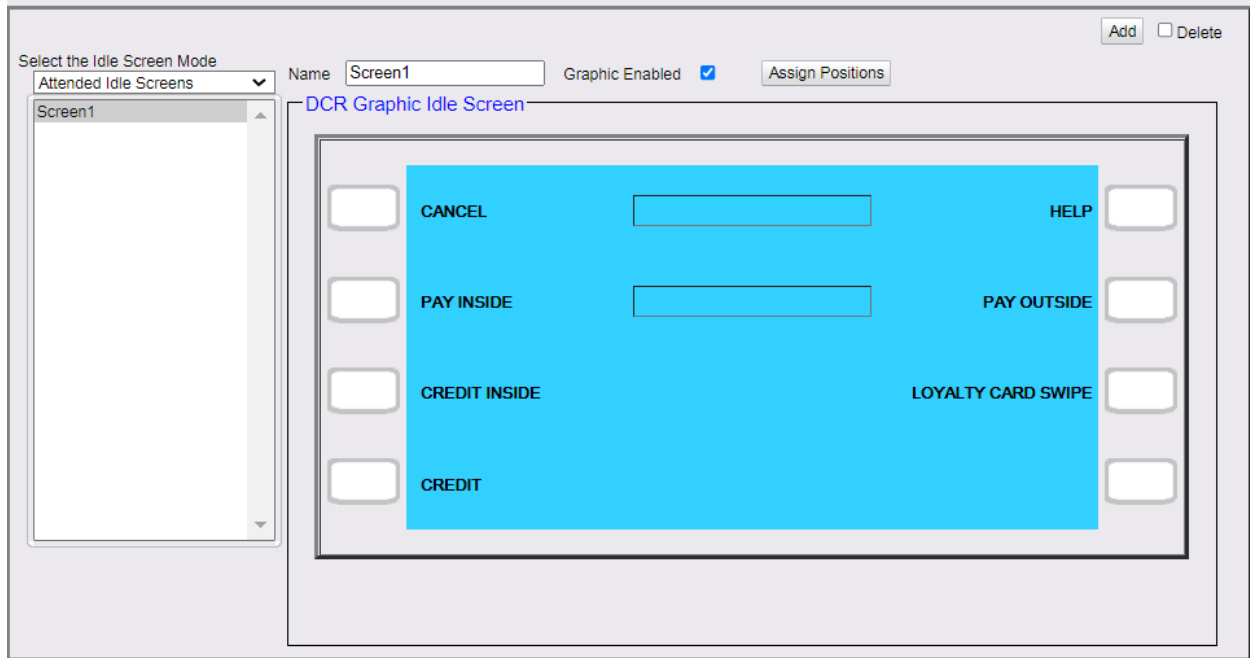 Add Delete
Select the Idle Screen Mode
Attended Idle Screens
Name Screen1 Graphic Enabled Assign Positions
Screen1
DCR Graphic Idle Screen
CANCEL HELP
PAY INSIDE PAY OUTSIDE
CREDIT INSIDE LOYALTY CARD SWIPE
CREDIT